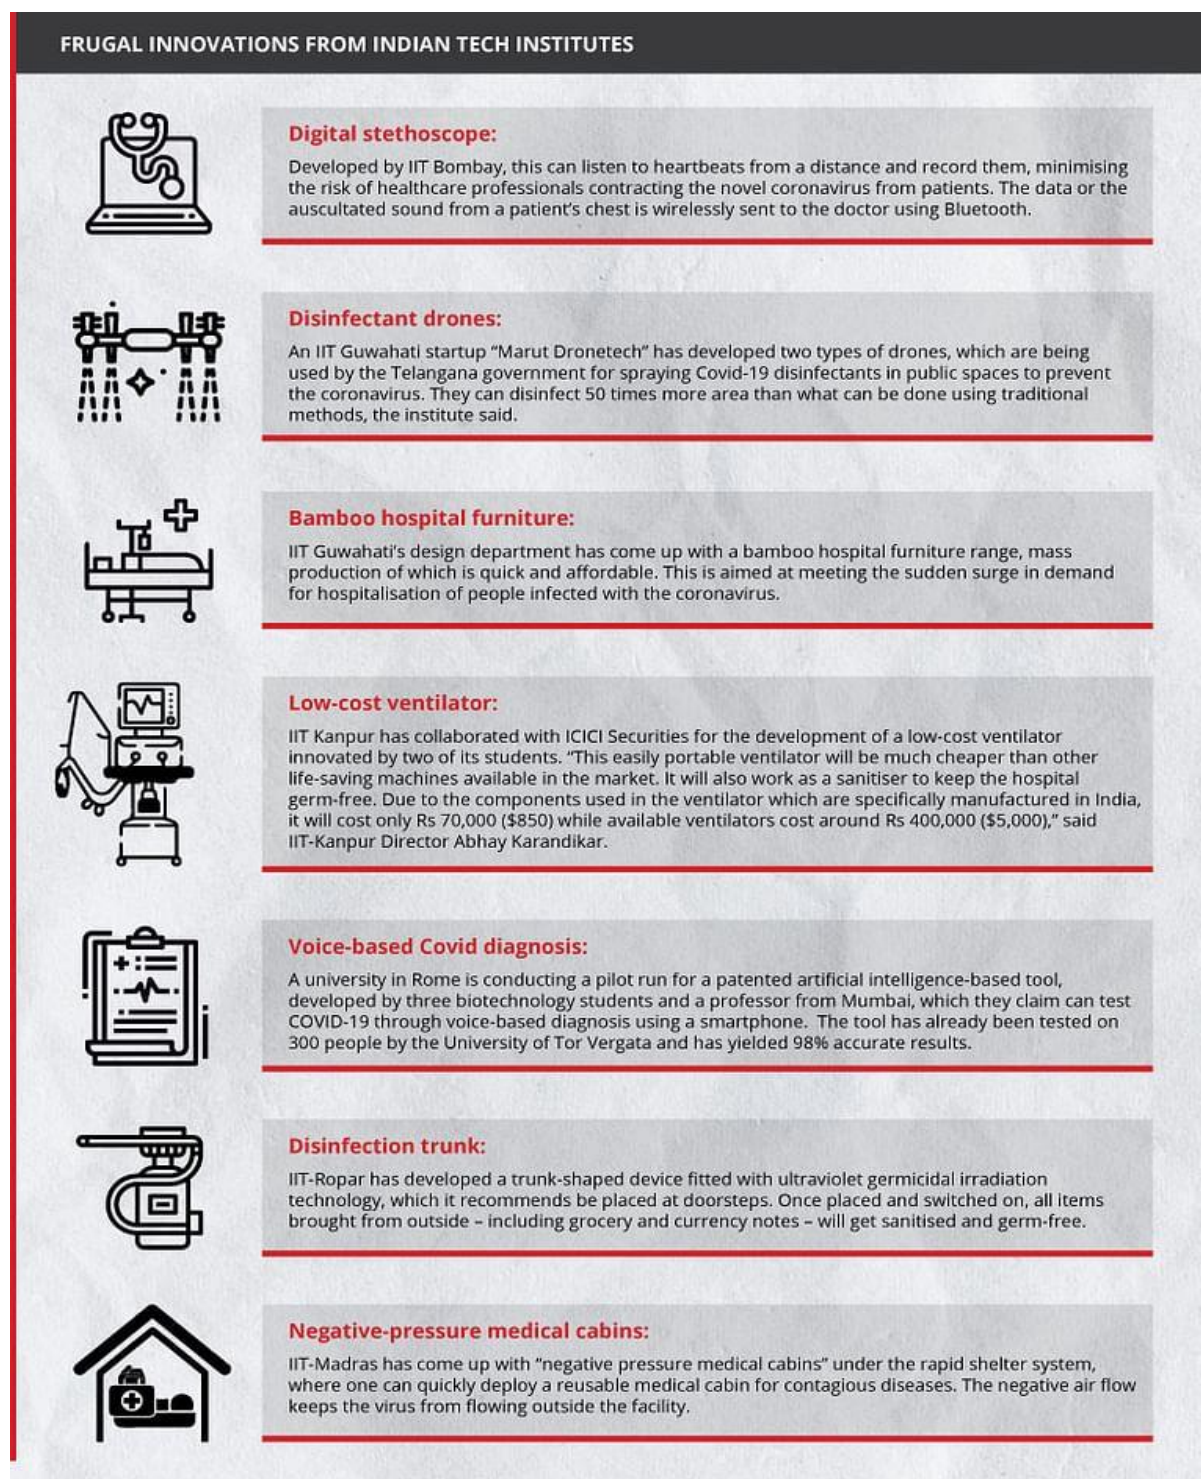 FRUGAL INNOVATIONS FROM INDIAN TECH INSTITUTES
Digital stethoscope:
Developed by IIT Bombay, this can listen to heartbeats from a distance and record them, minimising
the risk of healthcare professionals contracting the novel coronavirus from patients. The data or the
auscultated sound from a patient's chest is wirelessly sent to the doctor using Bluetooth.
Disinfectant drones:
An IIT Guwahati startup “Marut Dronetech” has developed two types of drones, which are being
used by the Telangana government for spraying Covid-19 disinfectants in public spaces to prevent
the coronavirus. They can disinfect 50 times more area than what can be done using traditional
methods, the institute said.
Bamboo hospital furniture:
IIT Guwahati's design department has come up with a bamboo hospital furniture range, mass
production of which is quick and affordable. This is aimed at meeting the sudden surge in demand
for hospitalisation of people infected with the coronavirus.
Low-cost ventilator:
IIT Kanpur has collaborated with ICICI Securities for the development of a low-cost ventilator
innovated by two of its students. “This easily portable ventilator will be much cheaper than other
life-saving machines available in the market. It will also work as a sanitiser to keep the hospital
germ-free. Due to the components used in the ventilator which are specifically manufactured in India,
it will cost only Rs 70,000 ($850) while available ventilators cost around Rs 400,000 ($5,000),” said
IIT-Kanpur Director Abhay Karandikar.
Voice-based Covid diagnosis:
A university in Rome is conducting a pilot run for a patented artificial intelligence-based tool,
developed by three biotechnology students and a professor from Mumbai, which they claim can test
COVID-19 through voice-based diagnosis using a smartphone.  The tool has already been tested on
300 people by the University of Tor Vergata and has yielded 98% accurate results.
Disinfection trunk:
IIT-Ropar has developed a trunk-shaped device fitted with ultraviolet germicidal irradiation
technology, which it recommends be placed at doorsteps. Once placed and switched on, all items
brought from outside – including grocery and currency notes – will get sanitised and germ-free.
Negative-pressure medical cabins:
IIT-Madras has come up with “negative pressure medical cabins” under the rapid shelter system,
where one can quickly deploy a reusable medical cabin for contagious diseases. The negative air flow
keeps the virus from flowing outside the facility.